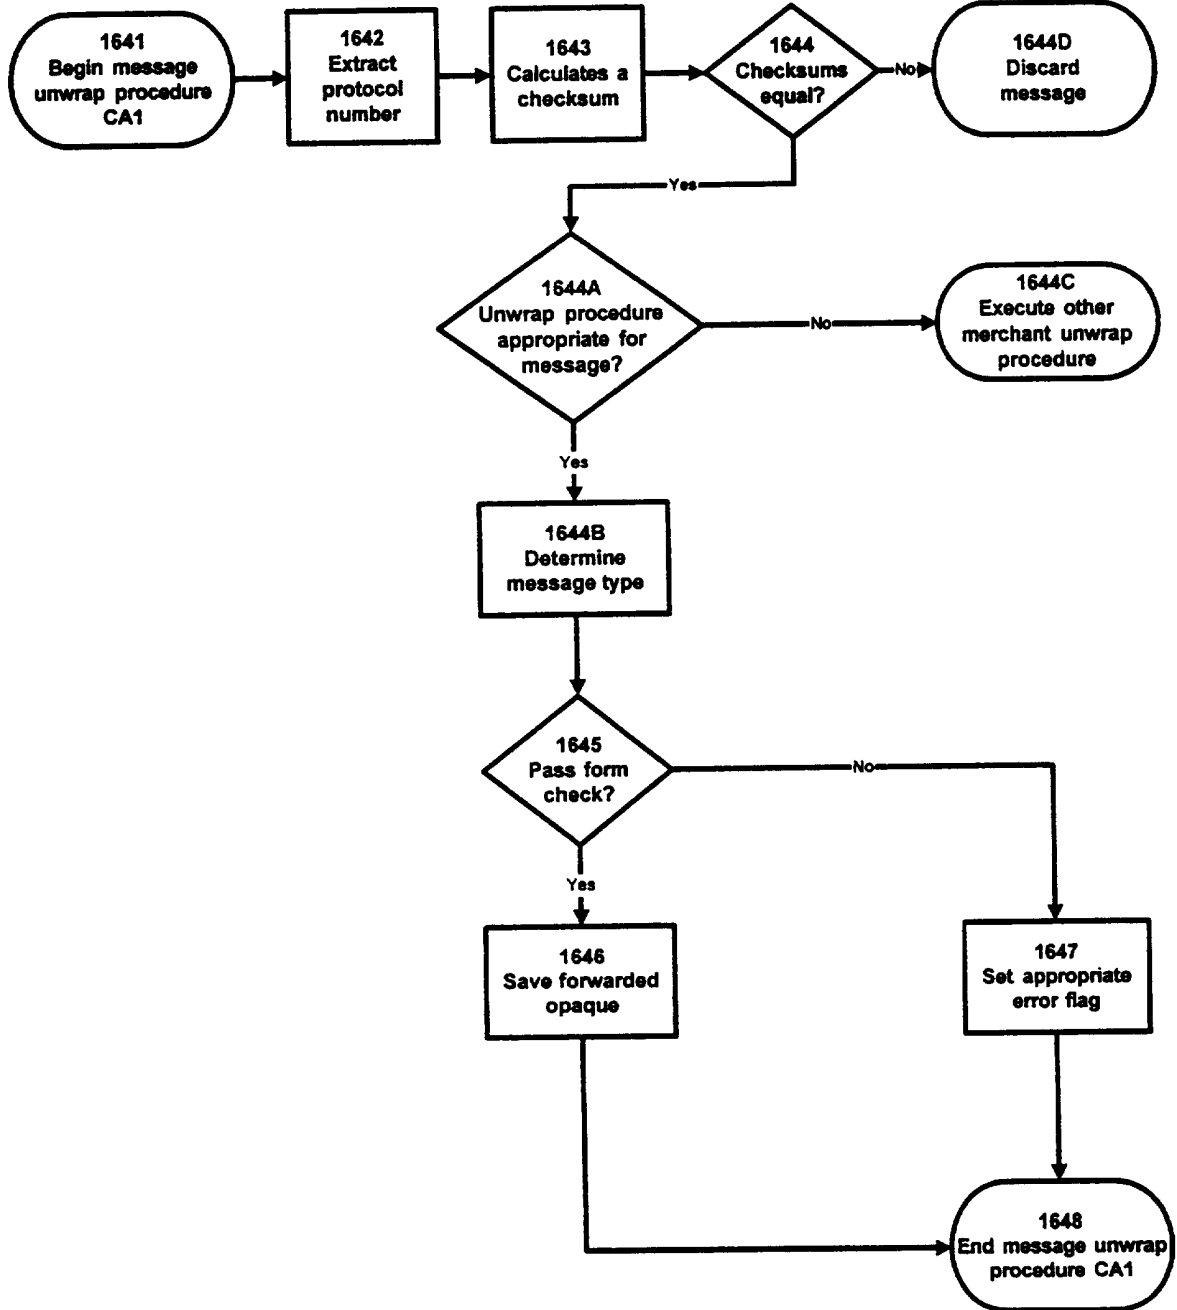 1641
Begin message
unwrap procedure
CA1
1642
Extract
protocol
number
1643
Calculates a
checksum
1644
Checksums
equal?
No
1644D
Discard
message
Yes
1644A
Unwrap procedure
appropriate for
message?
No
1644C
Execute other
merchant unwrap
procedure
Yes
1644B
Determine
message type
1645
Pass form
check?
No
Yes
1646
Save forwarded
opaque
1647
Set appropriate
error flag
1648
End message unwrap
procedure CA1